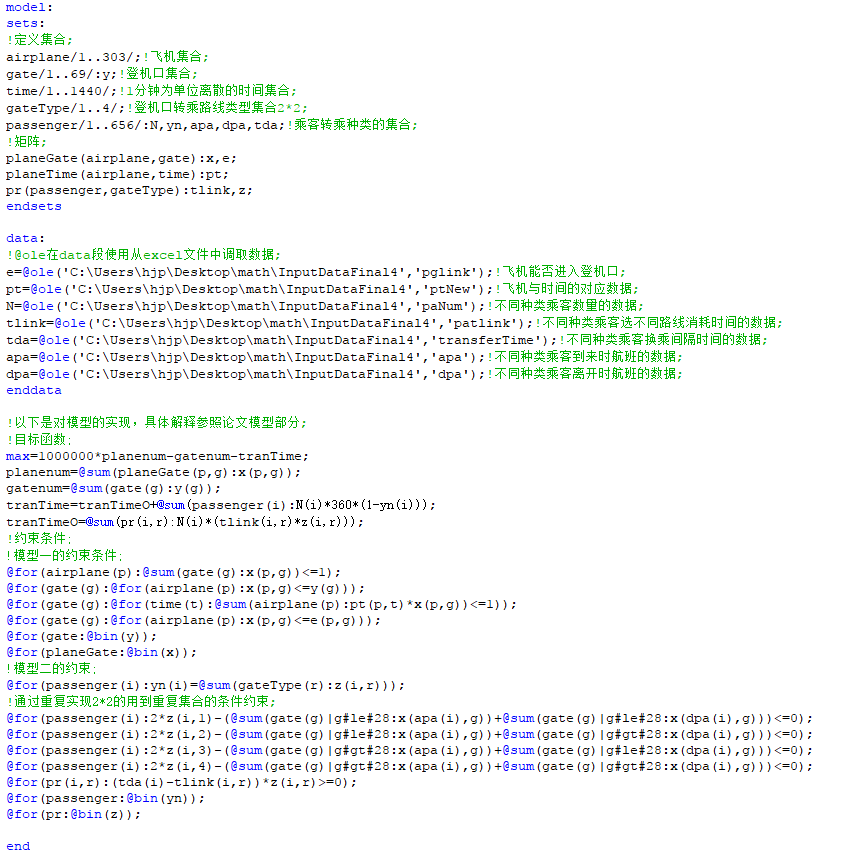 model:
sets:
!定义集合;
airplane/1..303/;!飞机集合;
gate/1..69/:y;!登机口集合;
time/1..1440/;!1分钟为单位离散的时间集合;
gateType/1..4/;!登机口转乘路线类型集合2*2;
passenger/1..656/:N,yn,apa,dpa,tda;!乘客转乘种类的集合;
!矩阵;
planeGate(airplane,gate):x,e;
planeTime(airplane,time):pt;
pr(passenger,gateType):tlink,z;
endsets
data:
!@ole在data段使用从excel文件中调取数据;
e=@ole('C:\Users\hjp\Desktop\math\InputDataFinal4','pglink');!飞机能否进入登机口;
pt=@ole('C:\Users\hjp\Desktop\math\InputDataFinal4','ptNew');!飞机与时间的对应数据;
N=@ole('C:\Users\hjp\Desktop\math\InputDataFinal4','paNum');!不同种类乘客数量的数据;
tlink=@ole('C:\Users\hjp\Desktop\math\InputDataFinal4','patlink');!不同种类乘客选不同路线消耗时间的数据;
tda=@ole('C:\Users\hjp\Desktop\math\InputDataFinal4','transferTime');!不同种类乘客换乘间隔时间的数据;
apa=@ole('C:\Users\hjp\Desktop\math\InputDataFinal4','apa');!不同种类乘客到来时航班的数据;
dpa=@ole('C:\Users\hjp\Desktop\math\InputDataFinal4','dpa');!不同种类乘客离开时航班的数据;
enddata
!以下是对模型的实现，具体解释参照论文模型部分;
!目标函数;
max=1000000*planenum-gatenum-tranTime;
planenum=@sum(planeGate(p,g):x(p,g));
gatenum=@sum(gate(g):y(g));
tranTime=tranTimeO+@sum(passenger(i):N(i)*360*(1-yn(i)));
tranTimeO=@sum(pr(i,r):N(i)*(tlink(i,r)*z(i,r)));
!约束条件;
!模型一的约束条件;
@for(airplane(p):@sum(gate(g):x(p,g))<=1);
@for(gate(g):@for(airplane(p):x(p,g)<=y(g)));
@for(gate(g):@for(time(t):@sum(airplane(p):pt(p,t)*x(p,g))<=1));
@for(gate(g):@for(airplane(p):x(p,g)<=e(p,g)));
@for(gate:@bin(y));
@for(planeGate:@bin(x));
!模型二的约束;
@for(passenger(i):yn(i)=@sum(gateType(r):z(i,r)));
!通过重复实现2*2的用到重复集合的条件约束;
@for(passenger(i):2*z(i,1)-(@sum(gate(g)|g#le#28:x(apa(i),g))+@sum(gate(g)|g#le#28:x(dpa(i),g)))<=0);
@for(passenger(i):2*z(i,2)-(@sum(gate(g)|g#le#28:x(apa(i),g))+@sum(gate(g)|g#gt#28:x(dpa(i),g)))<=0);
@for(passenger(i):2*z(i,3)-(@sum(gate(g)|g#gt#28:x(apa(i),g))+@sum(gate(g)|g#le#28:x(dpa(i),g)))<=0);
@for(passenger(i):2*z(i,4)-(@sum(gate(g)|g#gt#28:x(apa(i),g))+@sum(gate(g)|g#gt#28:x(dpa(i),g)))<=0);
@for(pr(i,r):(tda(i)-tlink(i,r))*z(i,r)>=0);
@for(passenger:@bin(yn));
@for(pr:@bin(z));
end